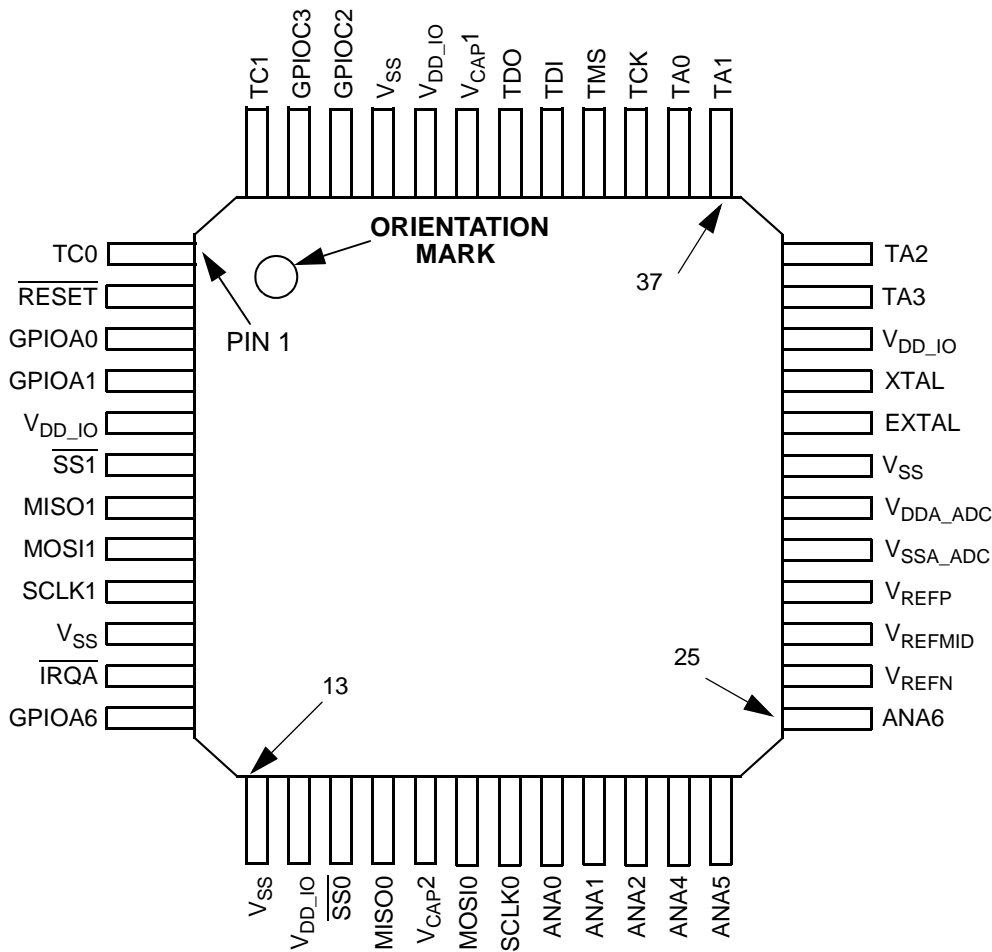 TC1
GPIOC3
GPIOC2
VSS
VDD_IO
VCAP1
TDO
TDI
TMS
TCK
TA0
TA1
ORIENTATION
MARK
37
PIN 1
TC0
RESET
GPIOA0
GPIOA1
VDD_IO
SS1
MISO1
MOSI1
SCLK1
VSS
IRQA
GPIOA6
TA2
TA3
VDD_IO
XTAL
EXTAL
VSS
VDDA_ADC
VSSA_ADC
VREFP
VREFMID
VREFN
ANA6
13
25
VSS
VDD_IO
SS0
MISO0
VCAP2
MOSI0
SCLK0
ANA0
ANA1
ANA2
ANA4
ANA5